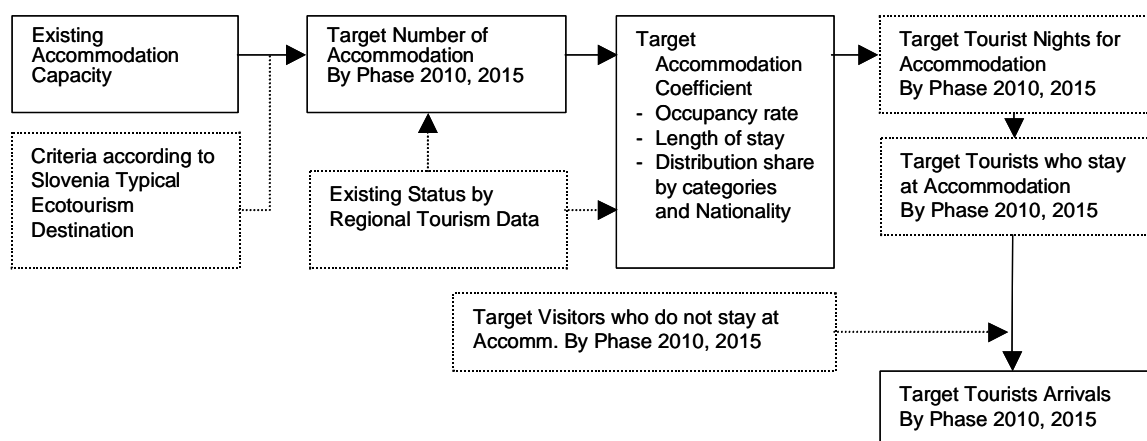 Existing
Accommodation
Capacity
Target Number of
Accommodation
By Phase 2010, 2015
Target
Accommodation
Coefficient
- Occupancy rate
- Length of stay
- Distribution share
by categories
and Nationality
Target Tourist Nights for
Accommodation
By Phase 2010, 2015
Criteria according to
Slovenia Typical
Ecotourism
Destination
Existing Status by
Regional Tourism Data
Target Tourists who stay
at Accommodation
By Phase 2010, 2015
Target Visitors who do not stay at
Accomm. By Phase 2010, 2015
Target Tourists Arrivals
By Phase 2010, 2015